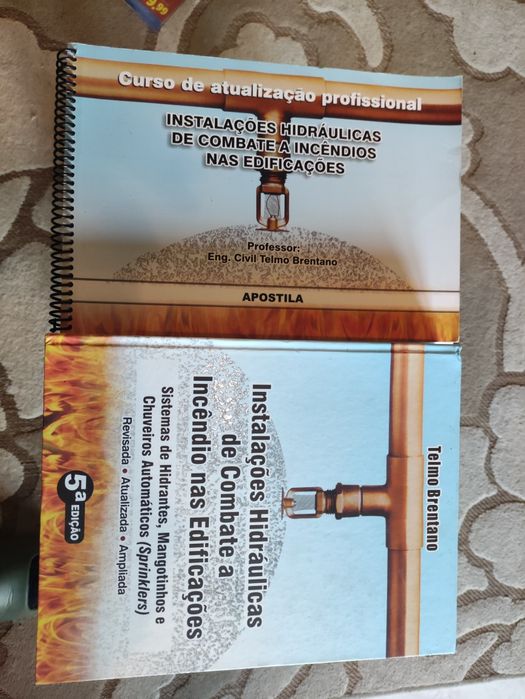 9,99
Curso de atualização profissional
INSTALAÇÕES HIDRÁULICAS
DE COMBATE A INCÊNDIOS
NAS EDIFICAÇÕES
Professor:
Eng. Civil Telmo Brentano
APOSTILA
Telmo Brentano
Instalações Hidráulicas
de Combate a
Incêndio nas Edificações
Sistemas de Hidrantes, Mangotinhos e
Chuveiros Automáticos (Sprinklers)
Revisada • Atualizada • Ampliada
5ª EDIÇÃO